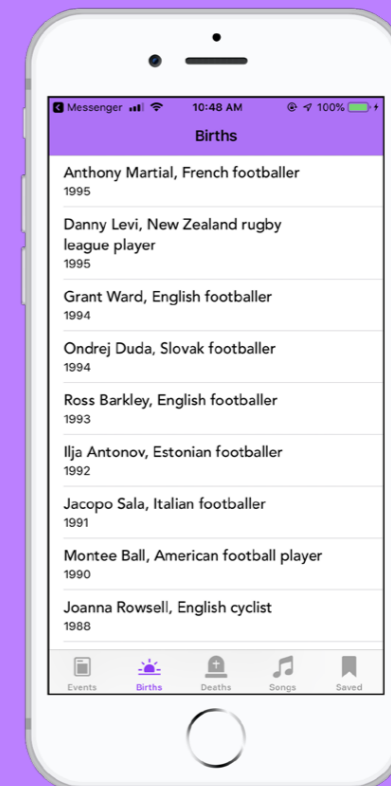 Messenger 10:48 AM 100%
Births
Anthony Martial, French footballer
1995
Danny Levi, New Zealand rugby
league player
1995
Grant Ward, English footballer
1994
Ondrej Duda, Slovak footballer
1994
Ross Barkley, English footballer
1993
Ilja Antonov, Estonian footballer
1992
Jacopo Sala, Italian footballer
1991
Montee Ball, American football player
1990
Joanna Rowsell, English cyclist
1988
Events Births Deaths Songs Saved